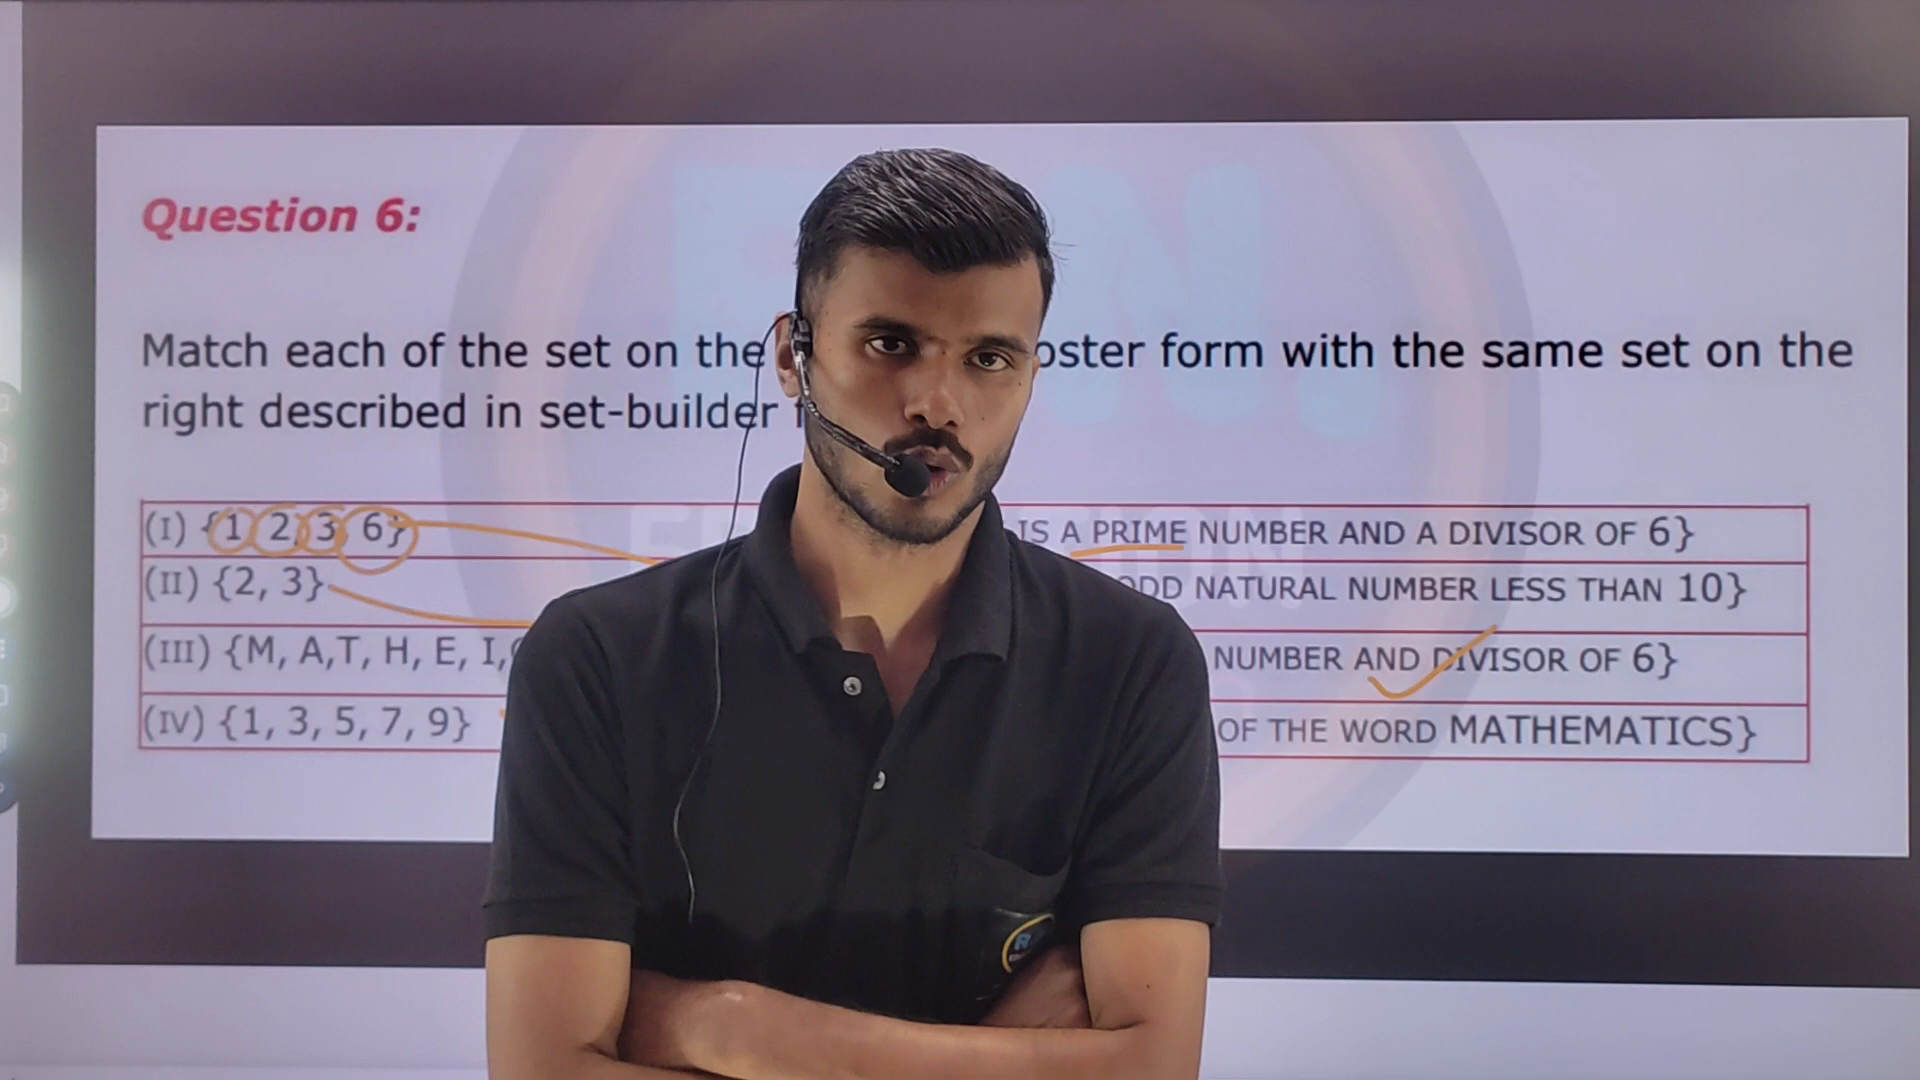 Question 6:
Match each of the set on the oster form with the same set on the
right described in set-builder
(I) {1 2, 3, 6} IS A PRIME NUMBER AND A DIVISOR OF 6}
(II) {2, 3} ODD NATURAL NUMBER LESS THAN 10}
(III) {M, A,T, H, E, I, NUMBER AND DIVISOR OF 6}
(IV) {1, 3, 5, 7, 9} OF THE WORD MATHEMATICS}